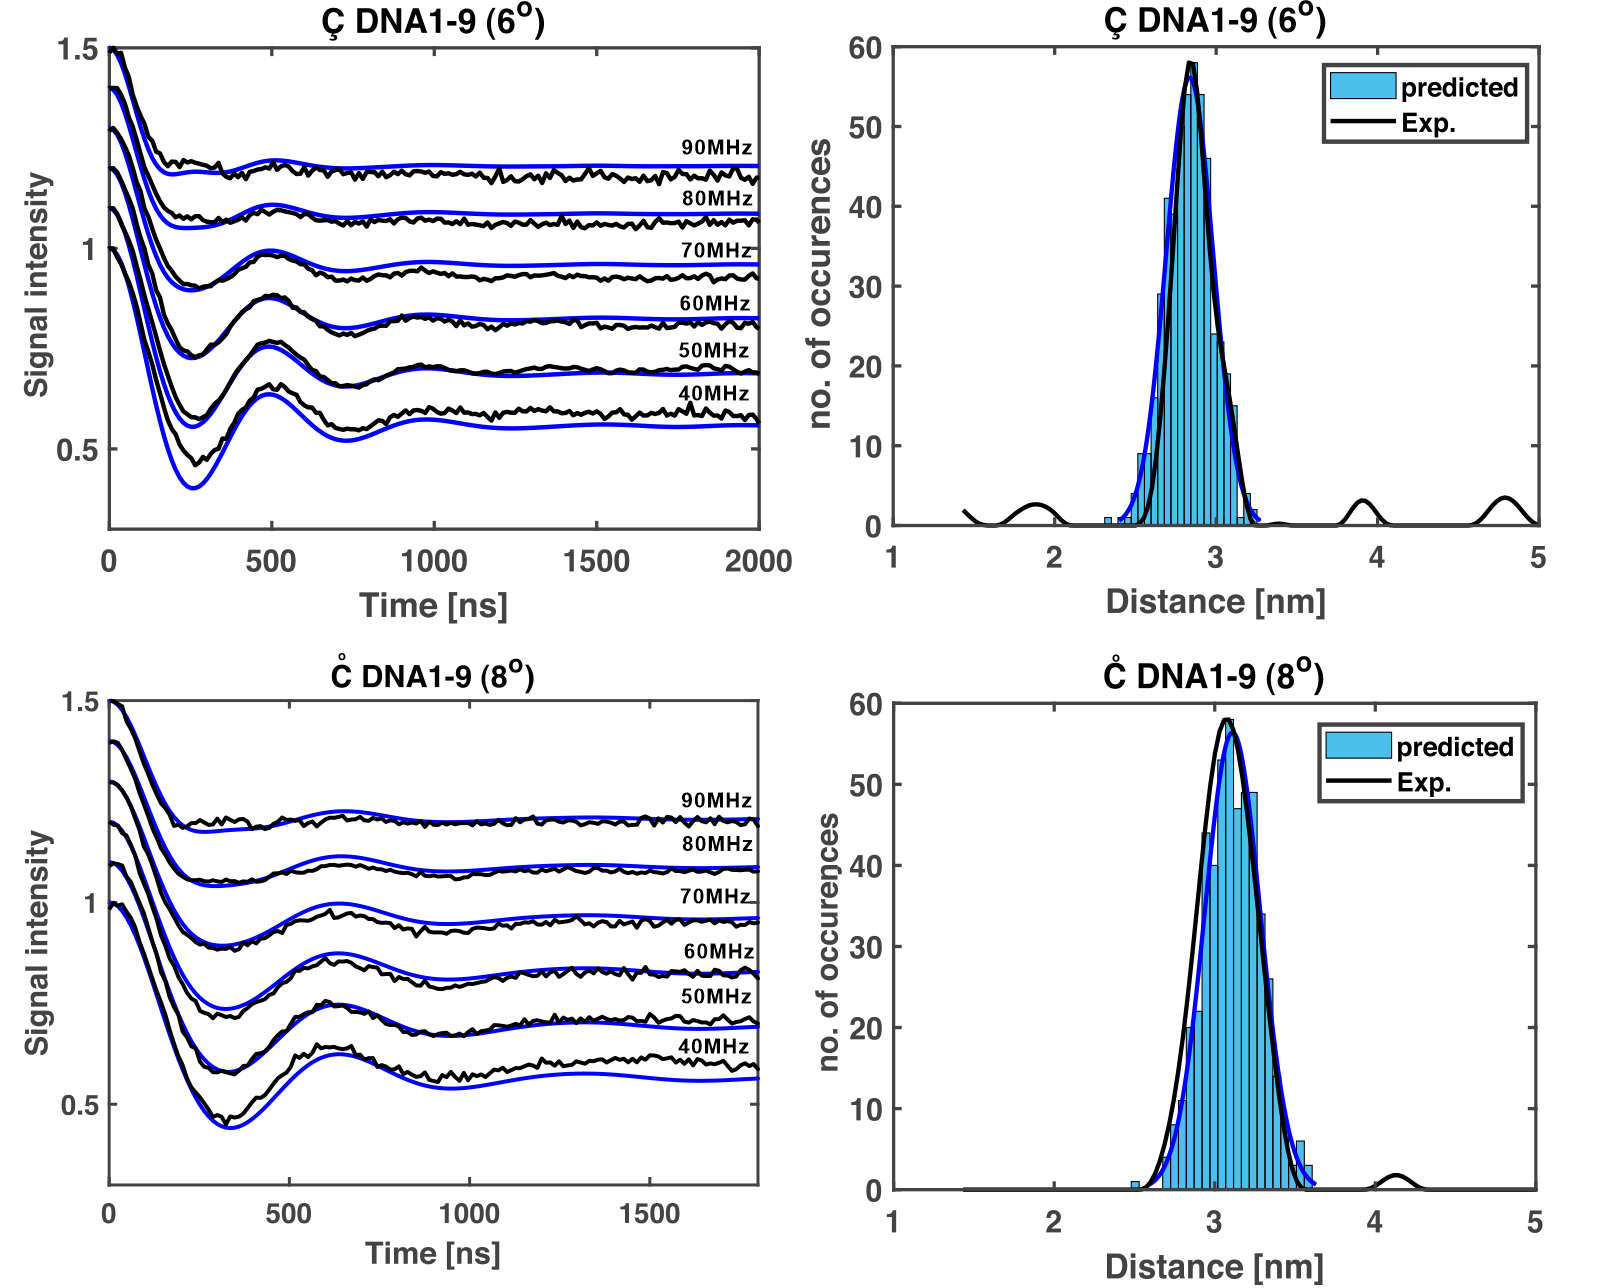 Ç DNA1-9 (6°)
1.5
1
0.5
Signal intensity
90MHz
80MHz
70MHz
60MHz
50MHz
40MHz
0 500 1000 1500 2000
Time [ns]
Ç DNA1-9 (6°)
60
50
40
30
20
10
0
no. of occurences
predicted
Exp.
1 2 3 4 5
Distance [nm]
C̊ DNA1-9 (8°)
1.5
1
0.5
Signal intensity
90MHz
80MHz
70MHz
60MHz
50MHz
40MHz
0 500 1000 1500
Time [ns]
C̊ DNA1-9 (8°)
60
50
40
30
20
10
0
no. of occurences
predicted
Exp.
1 2 3 4 5
Distance [nm]